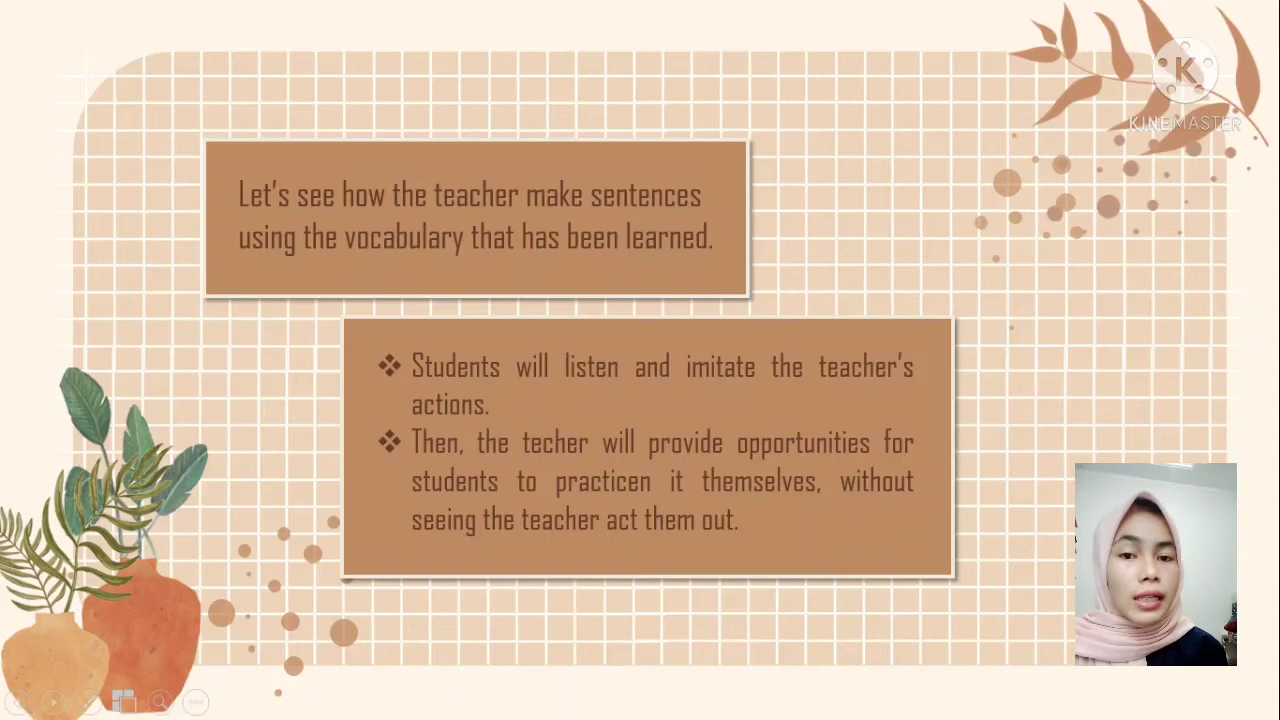 K
KINEMASTER
Let's see how the teacher make sentences
using the vocabulary that has been learned.
❖ Students will listen and imitate the teacher's
actions.
❖ Then, the techer will provide opportunities for
students to practicen it themselves, without
seeing the teacher act them out.